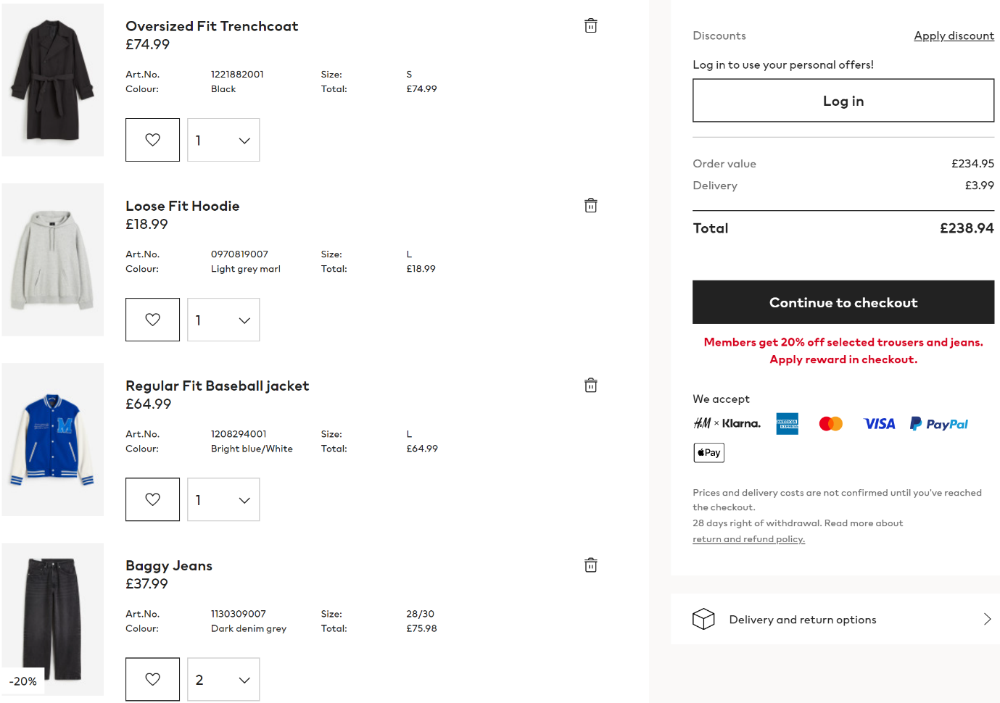 Oversized Fit Trenchcoat
£74.99
Art.No. 1221882001 Size: S
Colour: Black Total: £74.99
1
Loose Fit Hoodie
£18.99
Art.No. 0970819007 Size: L
Colour: Light grey marl Total: £18.99
1
Regular Fit Baseball jacket
£64.99
Art.No. 1208294001 Size: L
Colour: Bright blue/White Total: £64.99
M
1
Baggy Jeans
£37.99
Art.No. 1130309007 Size: 28/30
Colour: Dark denim grey Total: £75.98
-20%
2
Discounts Apply discount
Log in to use your personal offers!
Log in
Order value £234.95
Delivery £3.99
Total £238.94
Continue to checkout
Members get 20% off selected trousers and jeans.
Apply reward in checkout.
We accept
H&M × Klarna. AMERICAN EXPRESS VISA PayPal
Pay
Prices and delivery costs are not confirmed until you've reached
the checkout.
28 days right of withdrawal. Read more about
return and refund policy.
Delivery and return options